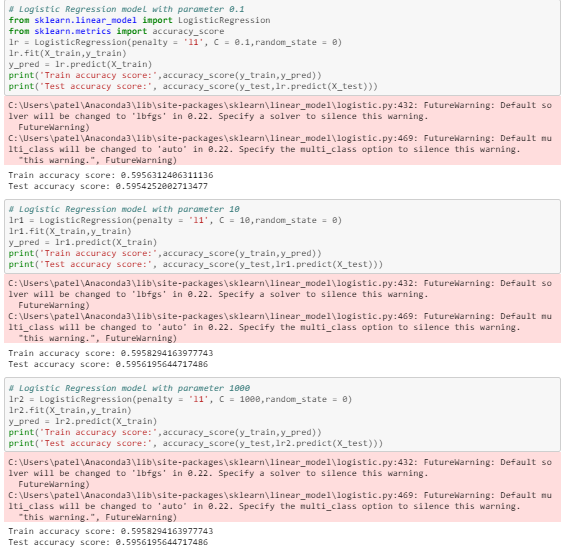 # Logistic Regression model with parameter 0.1
from sklearn.linear_model import LogisticRegression
from sklearn.metrics import accuracy_score
lr = LogisticRegression(penalty = 'l1', C = 0.1,random_state = 0)
lr.fit(X_train,y_train)
y_pred = lr.predict(X_train)
print('Train accuracy score:',accuracy_score(y_train,y_pred))
print('Test accuracy score:', accuracy_score(y_test,lr.predict(X_test)))
C:\Users\patel\Anaconda3\lib\site-packages\sklearn\linear_model\logistic.py:432: FutureWarning: Default so
lver will be changed to 'lbfgs' in 0.22. Specify a solver to silence this warning.
FutureWarning)
C:\Users\patel\Anaconda3\lib\site-packages\sklearn\linear_model\logistic.py:469: FutureWarning: Default mu
lti_class will be changed to 'auto' in 0.22. Specify the multi_class option to silence this warning.
"this warning.", FutureWarning)
Train accuracy score: 0.5956312406311136
Test accuracy score: 0.5954252002713477
# Logistic Regression model with parameter 10
lr1 = LogisticRegression(penalty = 'l1', C = 10,random_state = 0)
lr1.fit(X_train,y_train)
y_pred = lr1.predict(X_train)
print('Train accuracy score:',accuracy_score(y_train,y_pred))
print('Test accuracy score:', accuracy_score(y_test,lr1.predict(X_test)))
C:\Users\patel\Anaconda3\lib\site-packages\sklearn\linear_model\logistic.py:432: FutureWarning: Default so
lver will be changed to 'lbfgs' in 0.22. Specify a solver to silence this warning.
FutureWarning)
C:\Users\patel\Anaconda3\lib\site-packages\sklearn\linear_model\logistic.py:469: FutureWarning: Default mu
lti_class will be changed to 'auto' in 0.22. Specify the multi_class option to silence this warning.
"this warning.", FutureWarning)
Train accuracy score: 0.5958294163977743
Test accuracy score: 0.5956195644717486
# Logistic Regression model with parameter 1000
lr2 = LogisticRegression(penalty = 'l1', C = 1000,random_state = 0)
lr2.fit(X_train,y_train)
y_pred = lr2.predict(X_train)
print('Train accuracy score:',accuracy_score(y_train,y_pred))
print('Test accuracy score:', accuracy_score(y_test,lr2.predict(X_test)))
C:\Users\patel\Anaconda3\lib\site-packages\sklearn\linear_model\logistic.py:432: FutureWarning: Default so
lver will be changed to 'lbfgs' in 0.22. Specify a solver to silence this warning.
FutureWarning)
C:\Users\patel\Anaconda3\lib\site-packages\sklearn\linear_model\logistic.py:469: FutureWarning: Default mu
lti_class will be changed to 'auto' in 0.22. Specify the multi_class option to silence this warning.
"this warning.", FutureWarning)
Train accuracy score: 0.5958294163977743
Test accuracy score: 0.5956195644717486